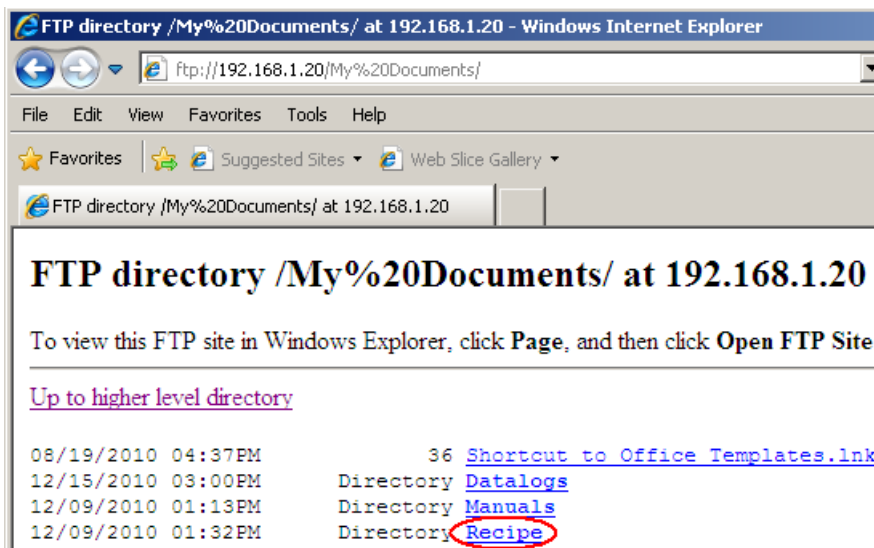 FTP directory /My%20Documents/ at 192.168.1.20 - Windows Internet Explorer
ftp://192.168.1.20/My%20Documents/
File Edit View Favorites Tools Help
Favorites Suggested Sites Web Slice Gallery
FTP directory /My%20Documents/ at 192.168.1.20
FTP directory /My%20Documents/ at 192.168.1.20
To view this FTP site in Windows Explorer, click Page, and then click Open FTP Site
Up to higher level directory
08/19/2010 04:37PM 36 Shortcut to Office Templates.lnk
12/15/2010 03:00PM Directory Datalogs
12/09/2010 01:13PM Directory Manuals
12/09/2010 01:32PM Directory Recipe